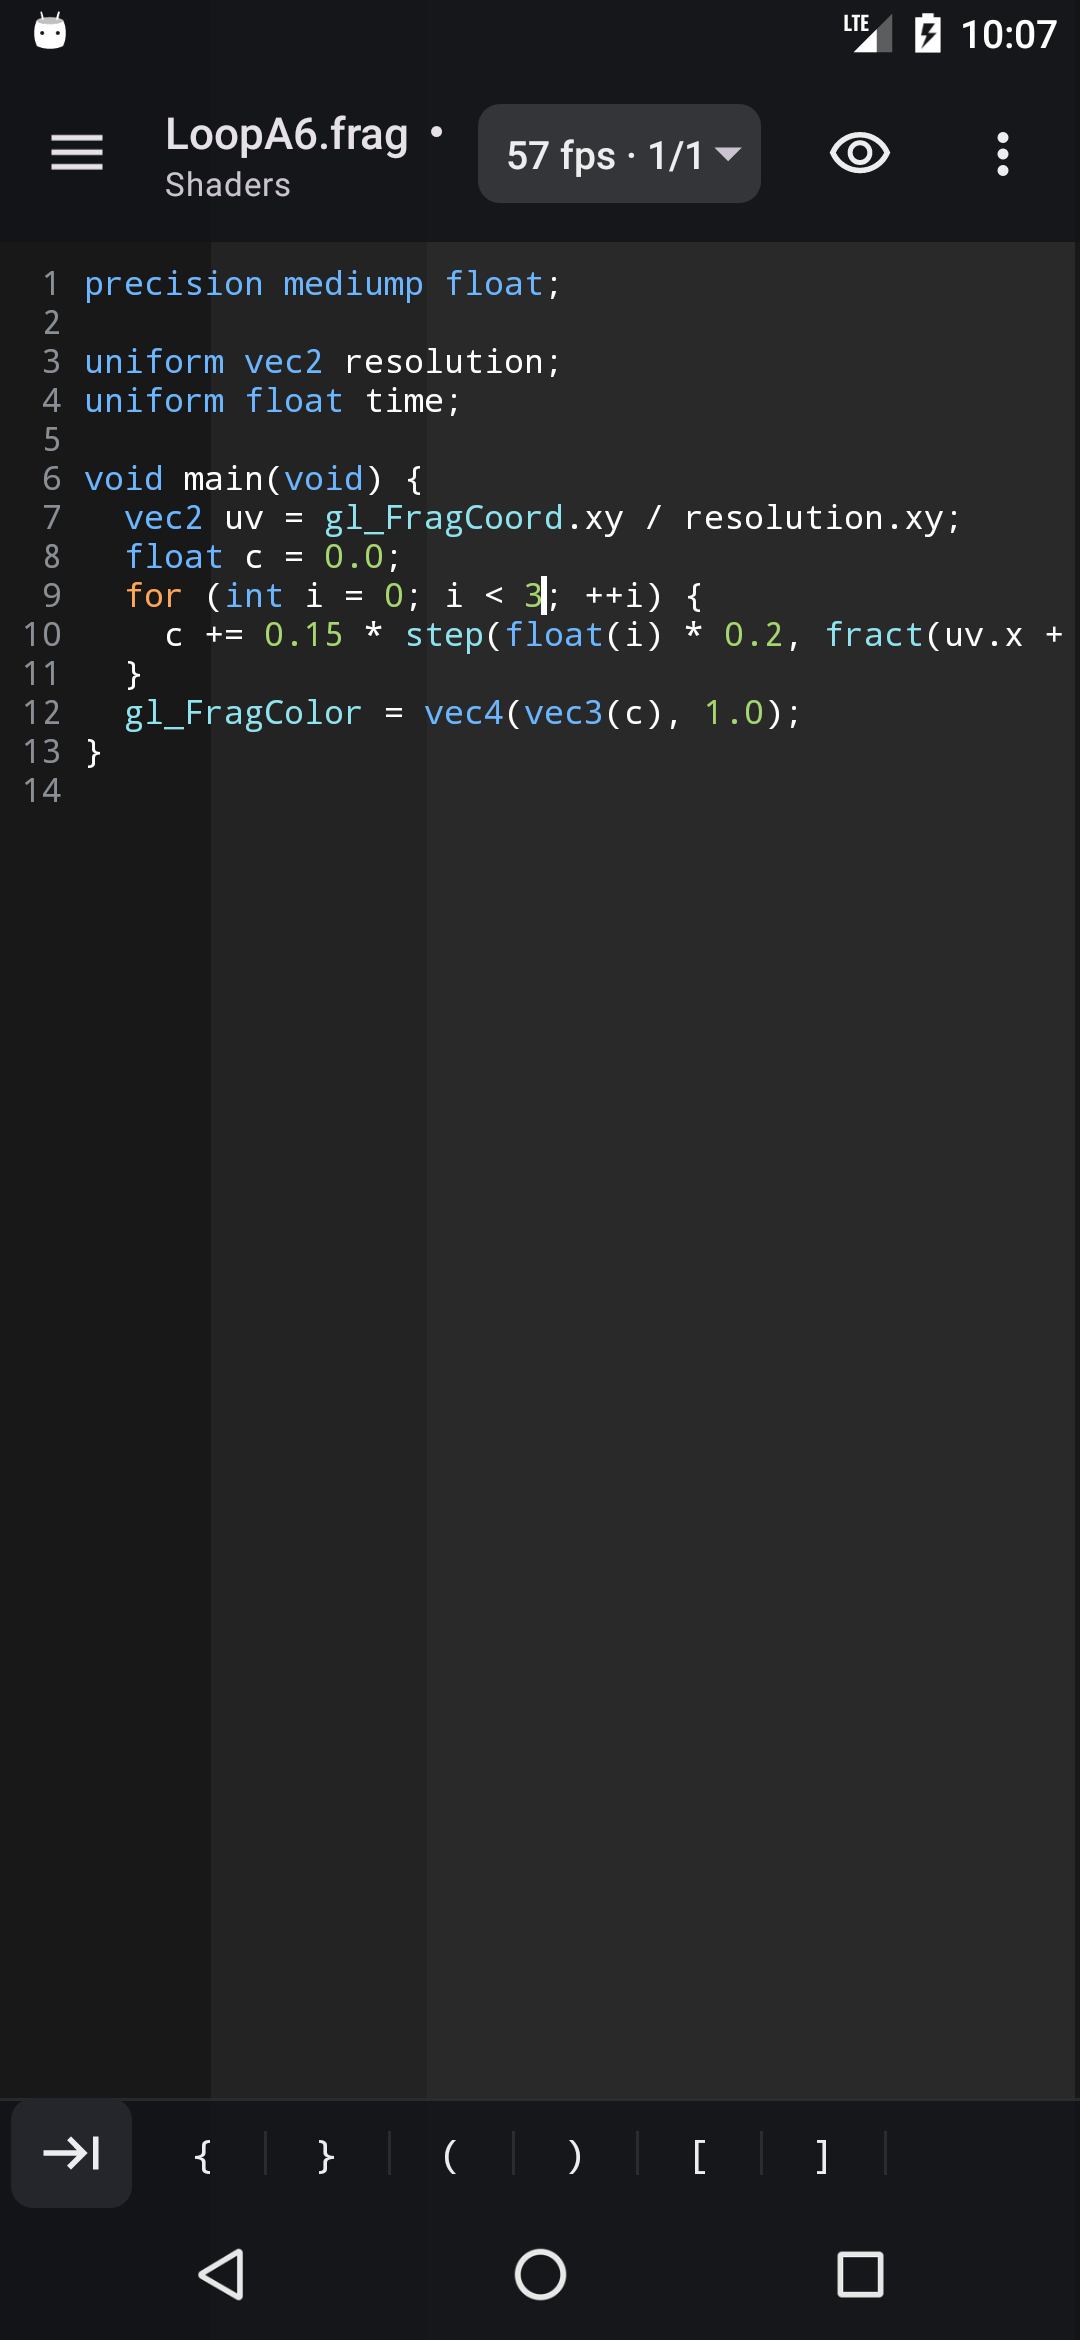 LTE 10:07
LoopA6.frag •
Shaders
57 fps · 1/1
1 precision mediump float;
2
3 uniform vec2 resolution;
4 uniform float time;
5
6 void main(void) {
7   vec2 uv = gl_FragCoord.xy / resolution.xy;
8   float c = 0.0;
9   for (int i = 0; i < 3; ++i) {
10     c += 0.15 * step(float(i) * 0.2, fract(uv.x +
11   }
12   gl_FragColor = vec4(vec3(c), 1.0);
13 }
14
{ } ( ) [ ]